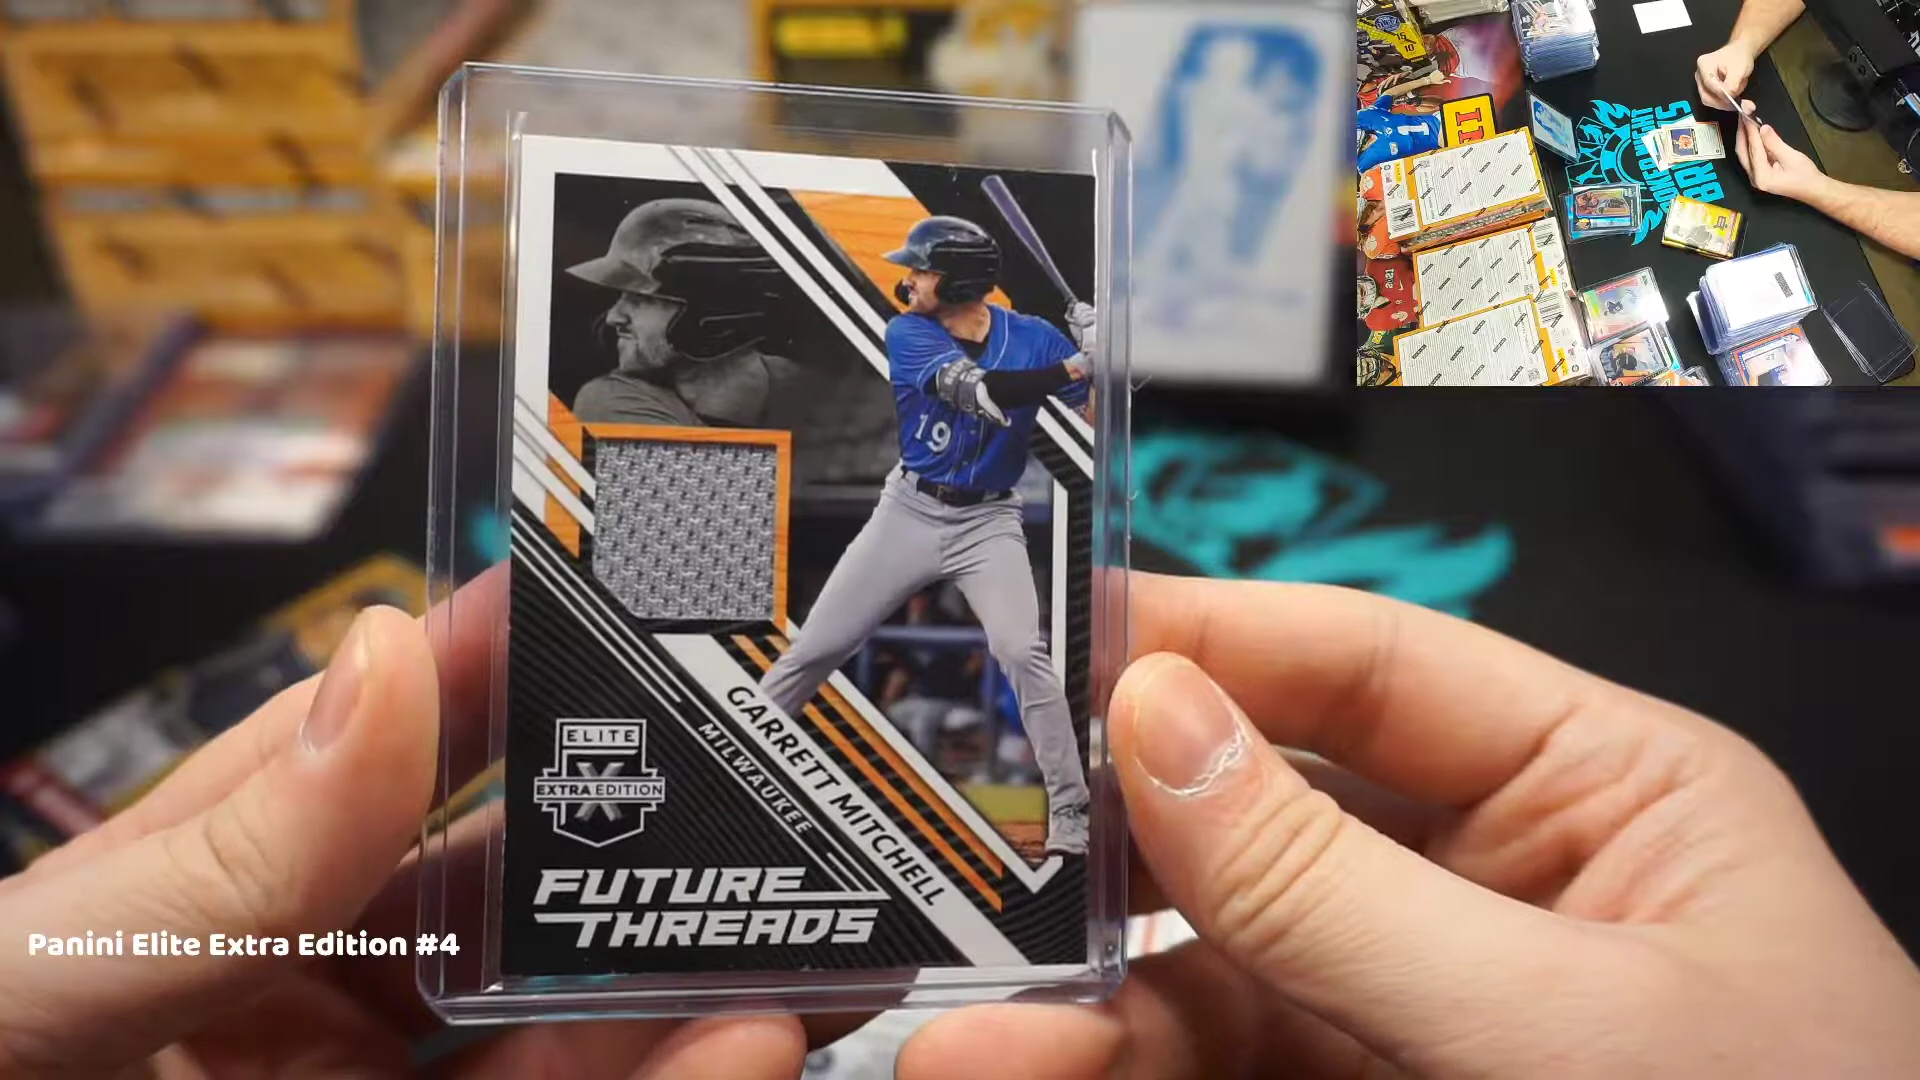 19
GARRETT MITCHELL
MILWAUKEE
ELITE
X
EXTRA EDITION
FUTURE
THREADS
Panini Elite Extra Edition #4